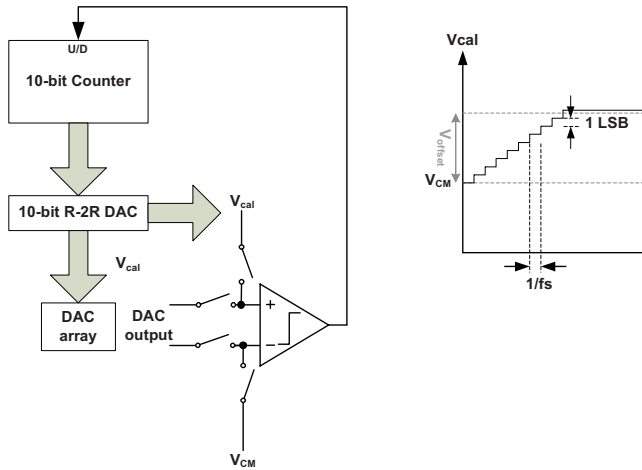 U/D
10-bit Counter
10-bit R-2R DAC
Vcal
Vcal
DAC
array
DAC
output
+
−
VCM
Vcal
Voffset
1 LSB
VCM
1/fs